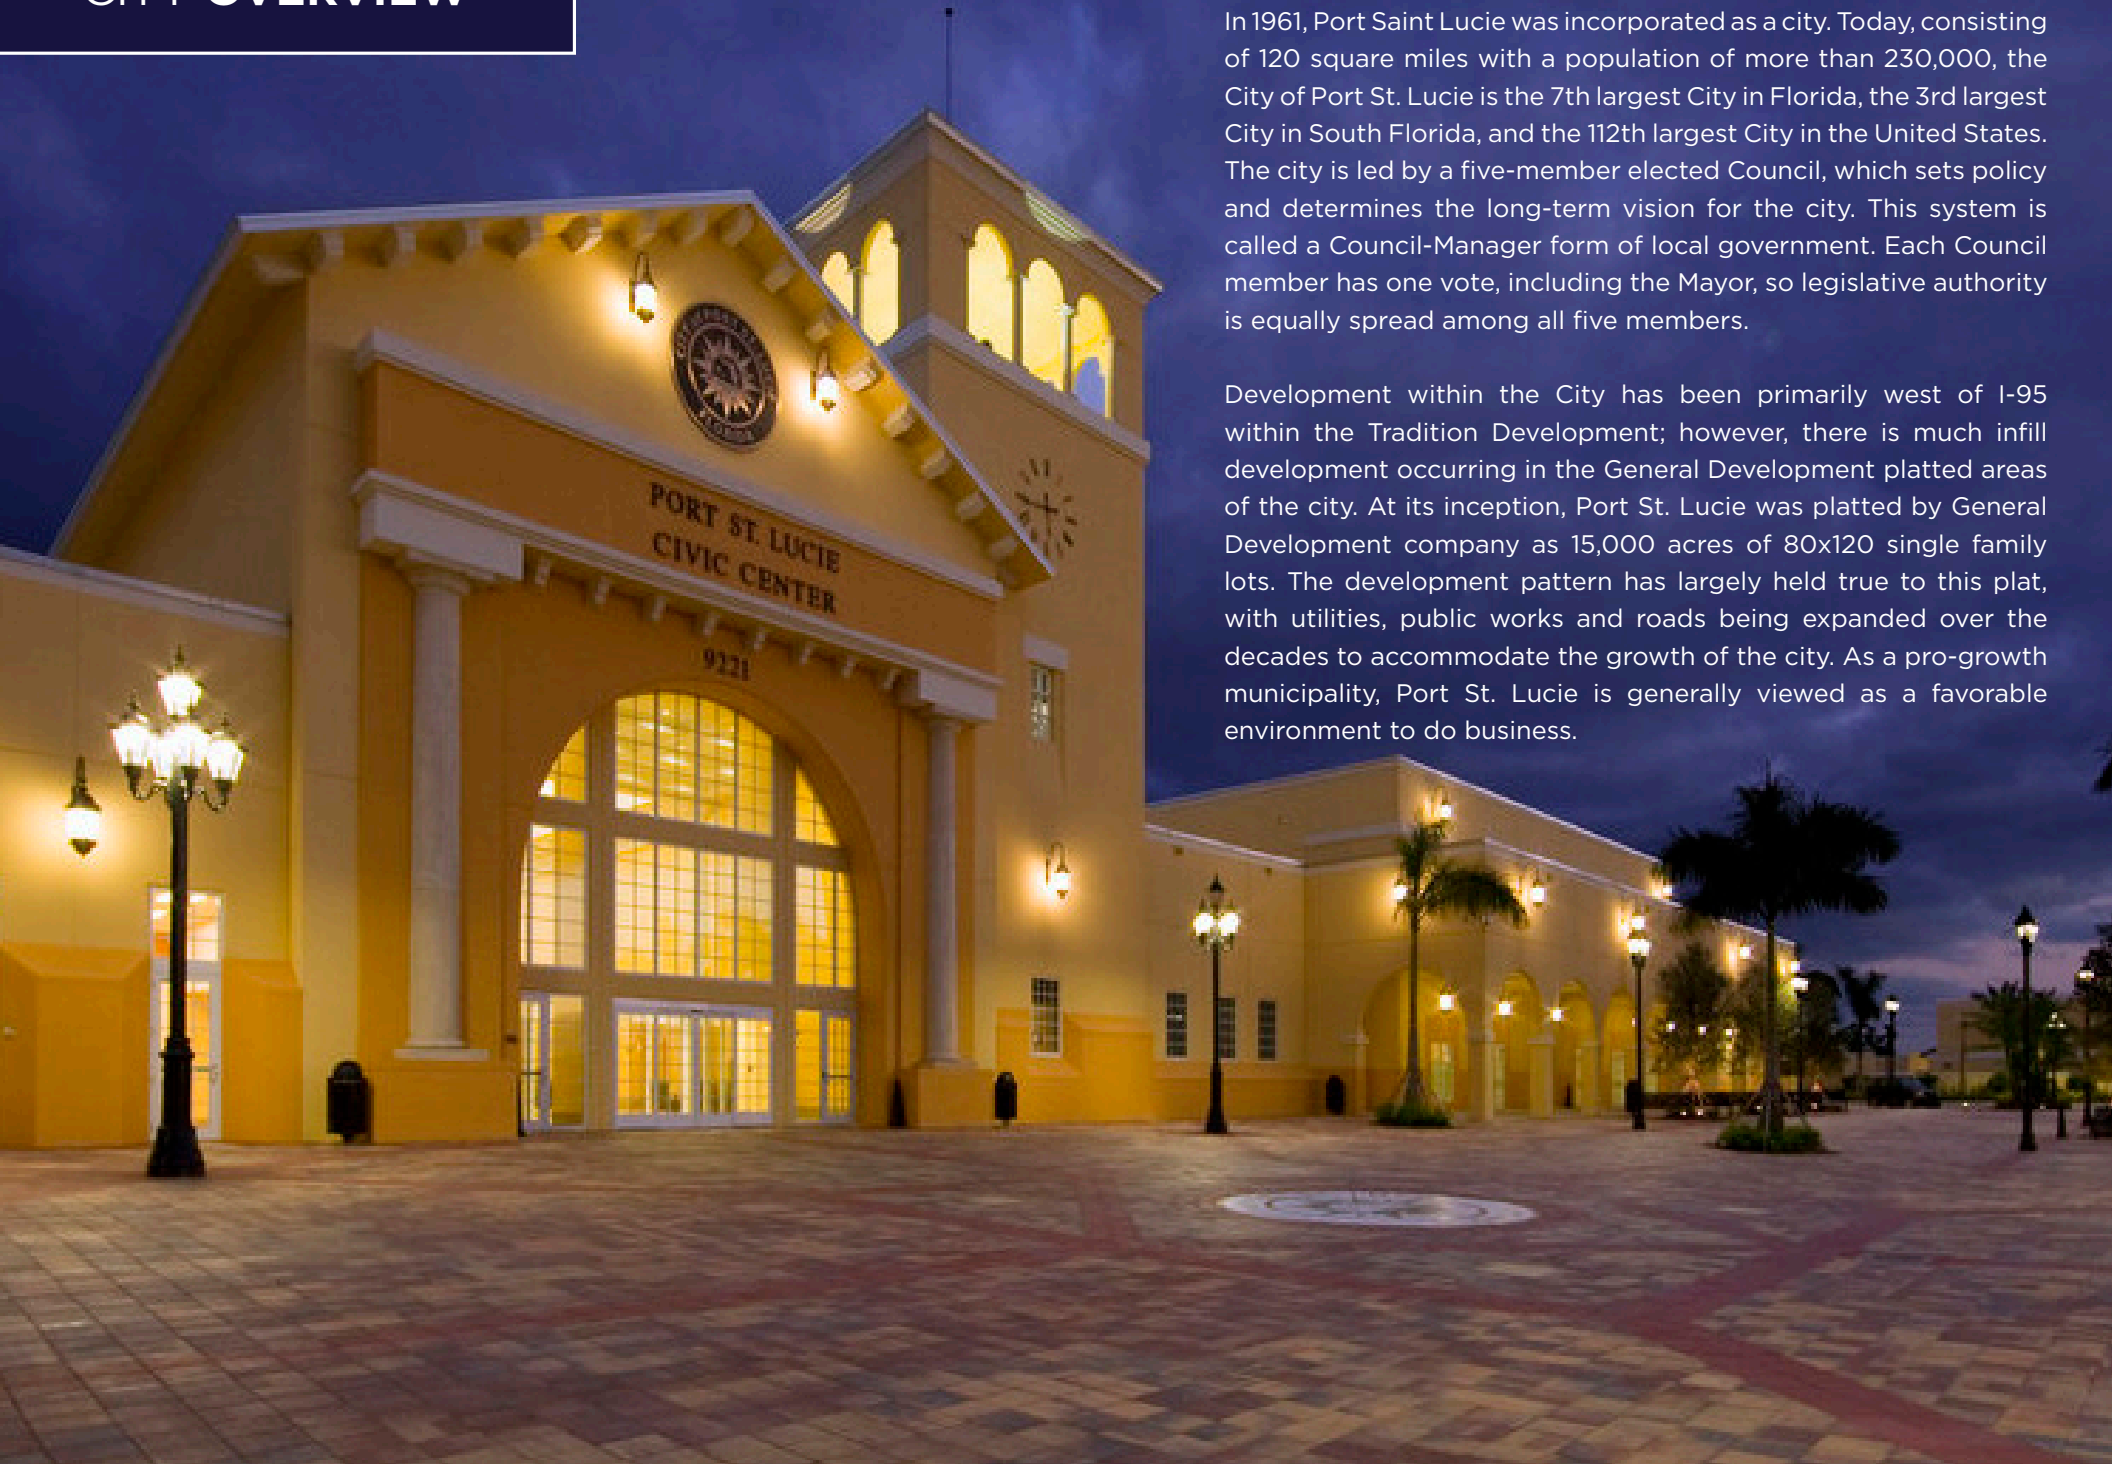 CITY OVERVIEW
In 1961, Port Saint Lucie was incorporated as a city. Today, consisting
of 120 square miles with a population of more than 230,000, the
City of Port St. Lucie is the 7th largest City in Florida, the 3rd largest
City in South Florida, and the 112th largest City in the United States.
The city is led by a five-member elected Council, which sets policy
and determines the long-term vision for the city. This system is
called a Council-Manager form of local government. Each Council
member has one vote, including the Mayor, so legislative authority
is equally spread among all five members.
Development within the City has been primarily west of I-95
within the Tradition Development; however, there is much infill
development occurring in the General Development platted areas
of the city. At its inception, Port St. Lucie was platted by General
Development company as 15,000 acres of 80x120 single family
lots. The development pattern has largely held true to this plat,
with utilities, public works and roads being expanded over the
decades to accommodate the growth of the city. As a pro-growth
municipality, Port St. Lucie is generally viewed as a favorable
environment to do business.
PORT ST. LUCIE
CIVIC CENTER
9221